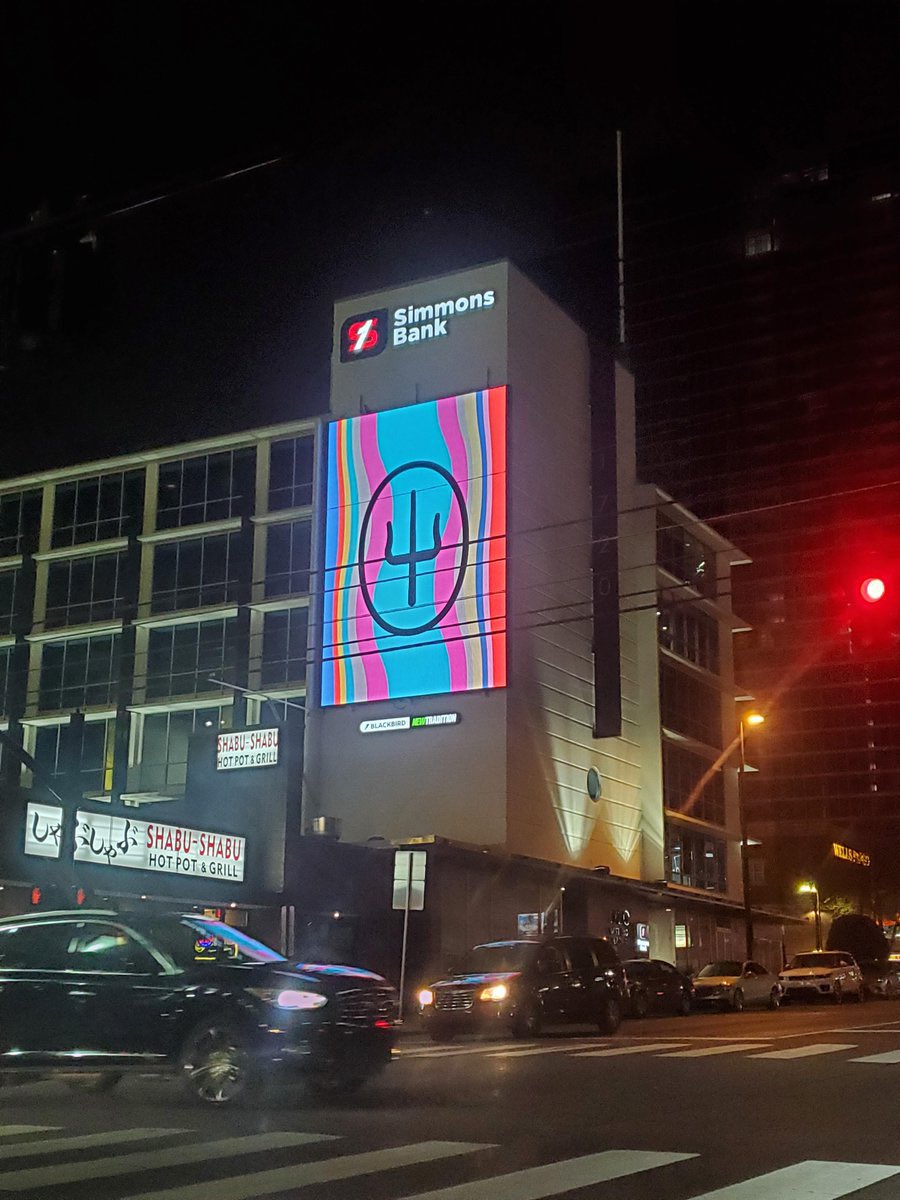 Simmons
Bank
1720
BLACKBIRD NEWTRADITION
SHABU-SHABU
HOT POT & GRILL
しゃぶしゃぶ SHABU-SHABU
HOT POT & GRILL
WELLS FARGO